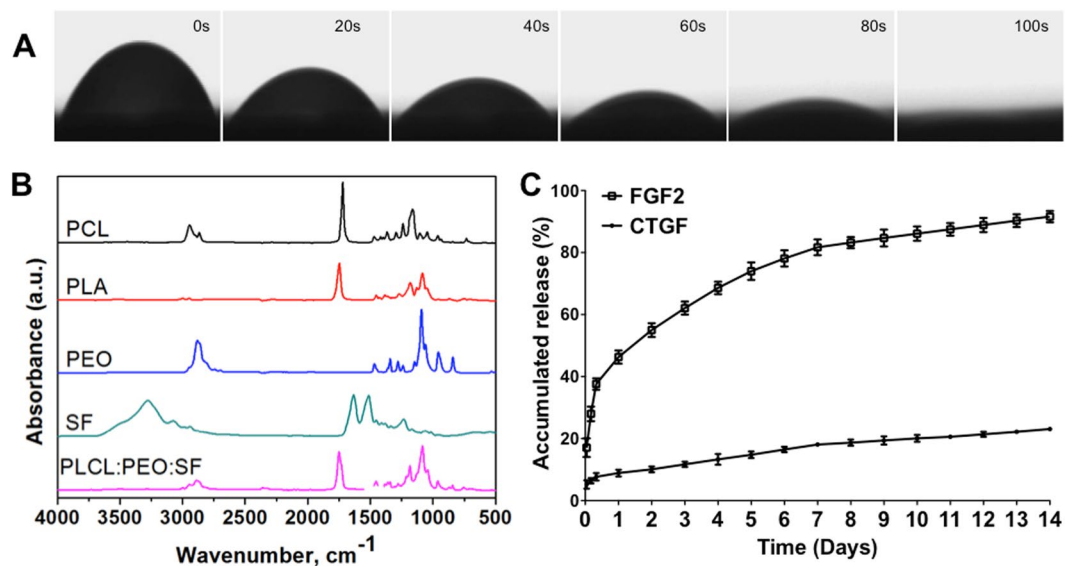 A
0s
20s
40s
60s
80s
100s
B
PCL
PLA
PEO
SF
PLCL:PEO:SF
Absorbance (a.u.)
4000 3500 3000 2500 2000 1500 1000 500
Wavenumber, cm-1
C
FGF2
CTGF
Accumulated release (%)
100
80
60
40
20
0
0 1 2 3 4 5 6 7 8 9 10 11 12 13 14
Time (Days)